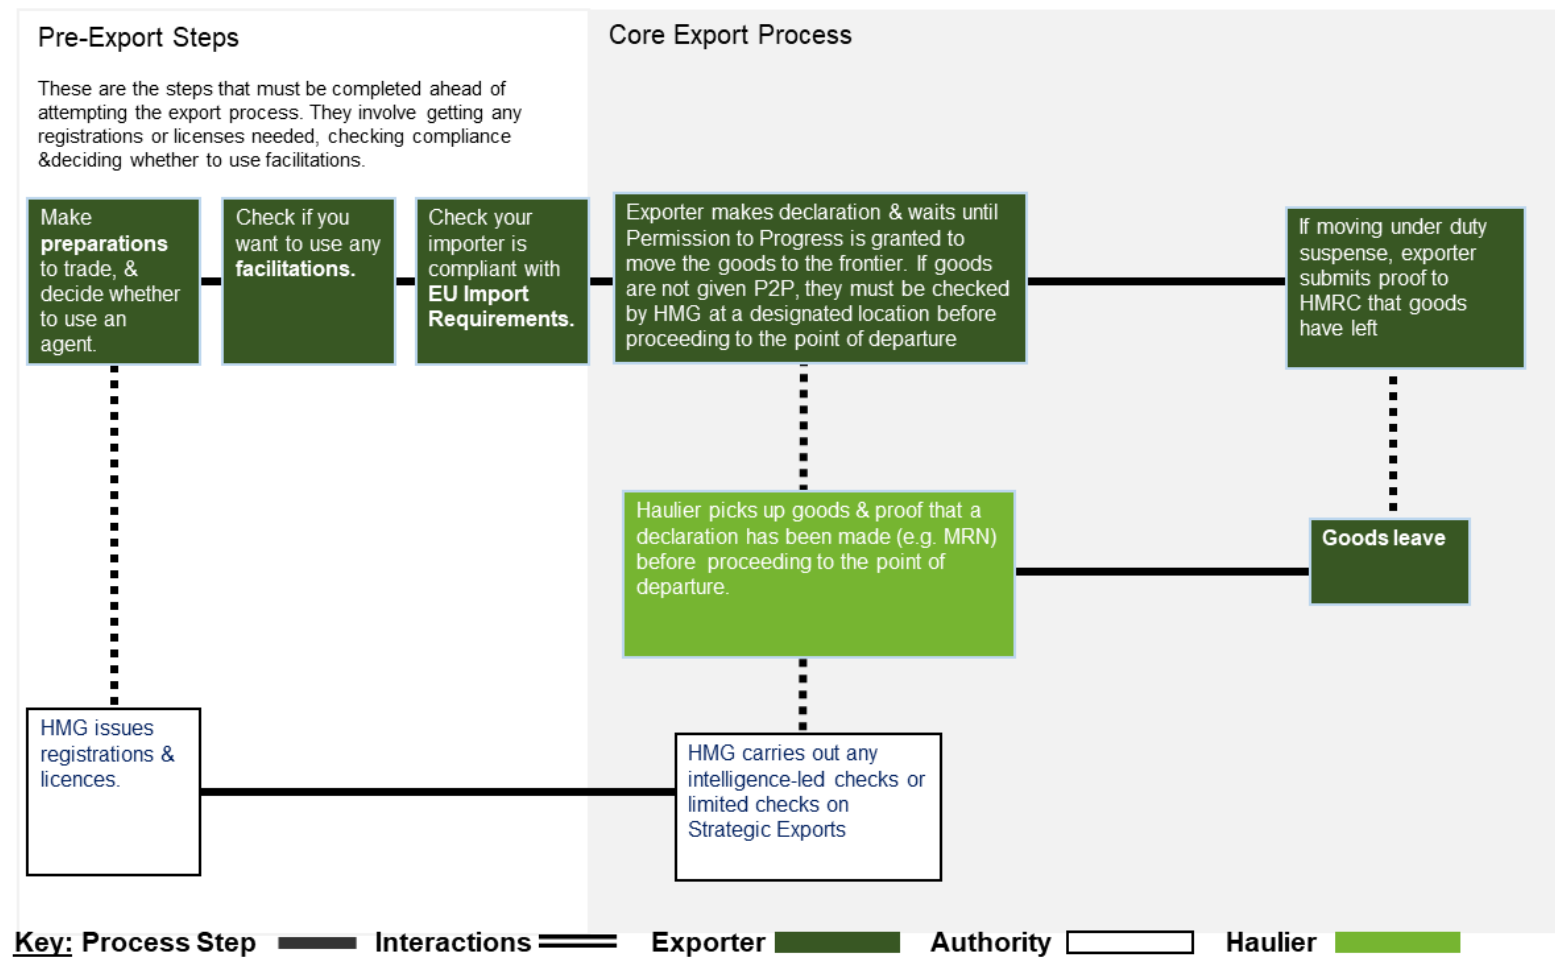 Pre-Export Steps
These are the steps that must be completed ahead of
attempting the export process. They involve getting any
registrations or licenses needed, checking compliance
&deciding whether to use facilitations.
Core Export Process
Make
preparations
to trade, &
decide whether
to use an
agent.
Check if you
want to use any
facilitations.
Check your
importer is
compliant with
EU Import
Requirements.
Exporter makes declaration & waits until
Permission to Progress is granted to
move the goods to the frontier. If goods
are not given P2P, they must be checked
by HMG at a designated location before
proceeding to the point of departure
If moving under duty
suspense, exporter
submits proof to
HMRC that goods
have left
Haulier picks up goods & proof that a
declaration has been made (e.g. MRN)
before proceeding to the point of
departure.
Goods leave
HMG issues
registrations &
licences.
HMG carries out any
intelligence-led checks or
limited checks on
Strategic Exports
Key: Process Step Interactions Exporter Authority Haulier